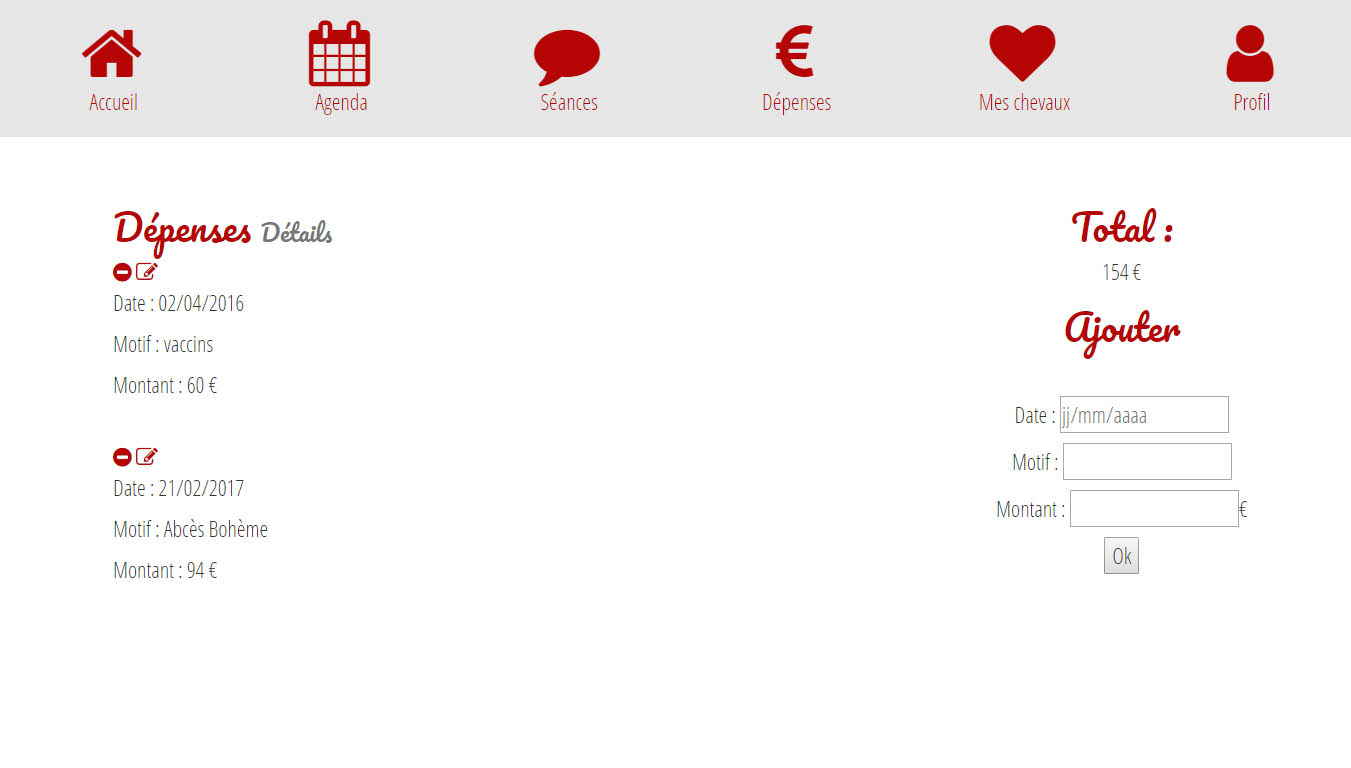 Accueil
Agenda
Séances
Dépenses
Mes chevaux
Profil
Dépenses Détails
Date : 02/04/2016
Motif : vaccins
Montant : 60 €
Date : 21/02/2017
Motif : Abcès Bohème
Montant : 94 €
Total :
154 €
Ajouter
Date : jj/mm/aaaa
Motif :
Montant : €
Ok